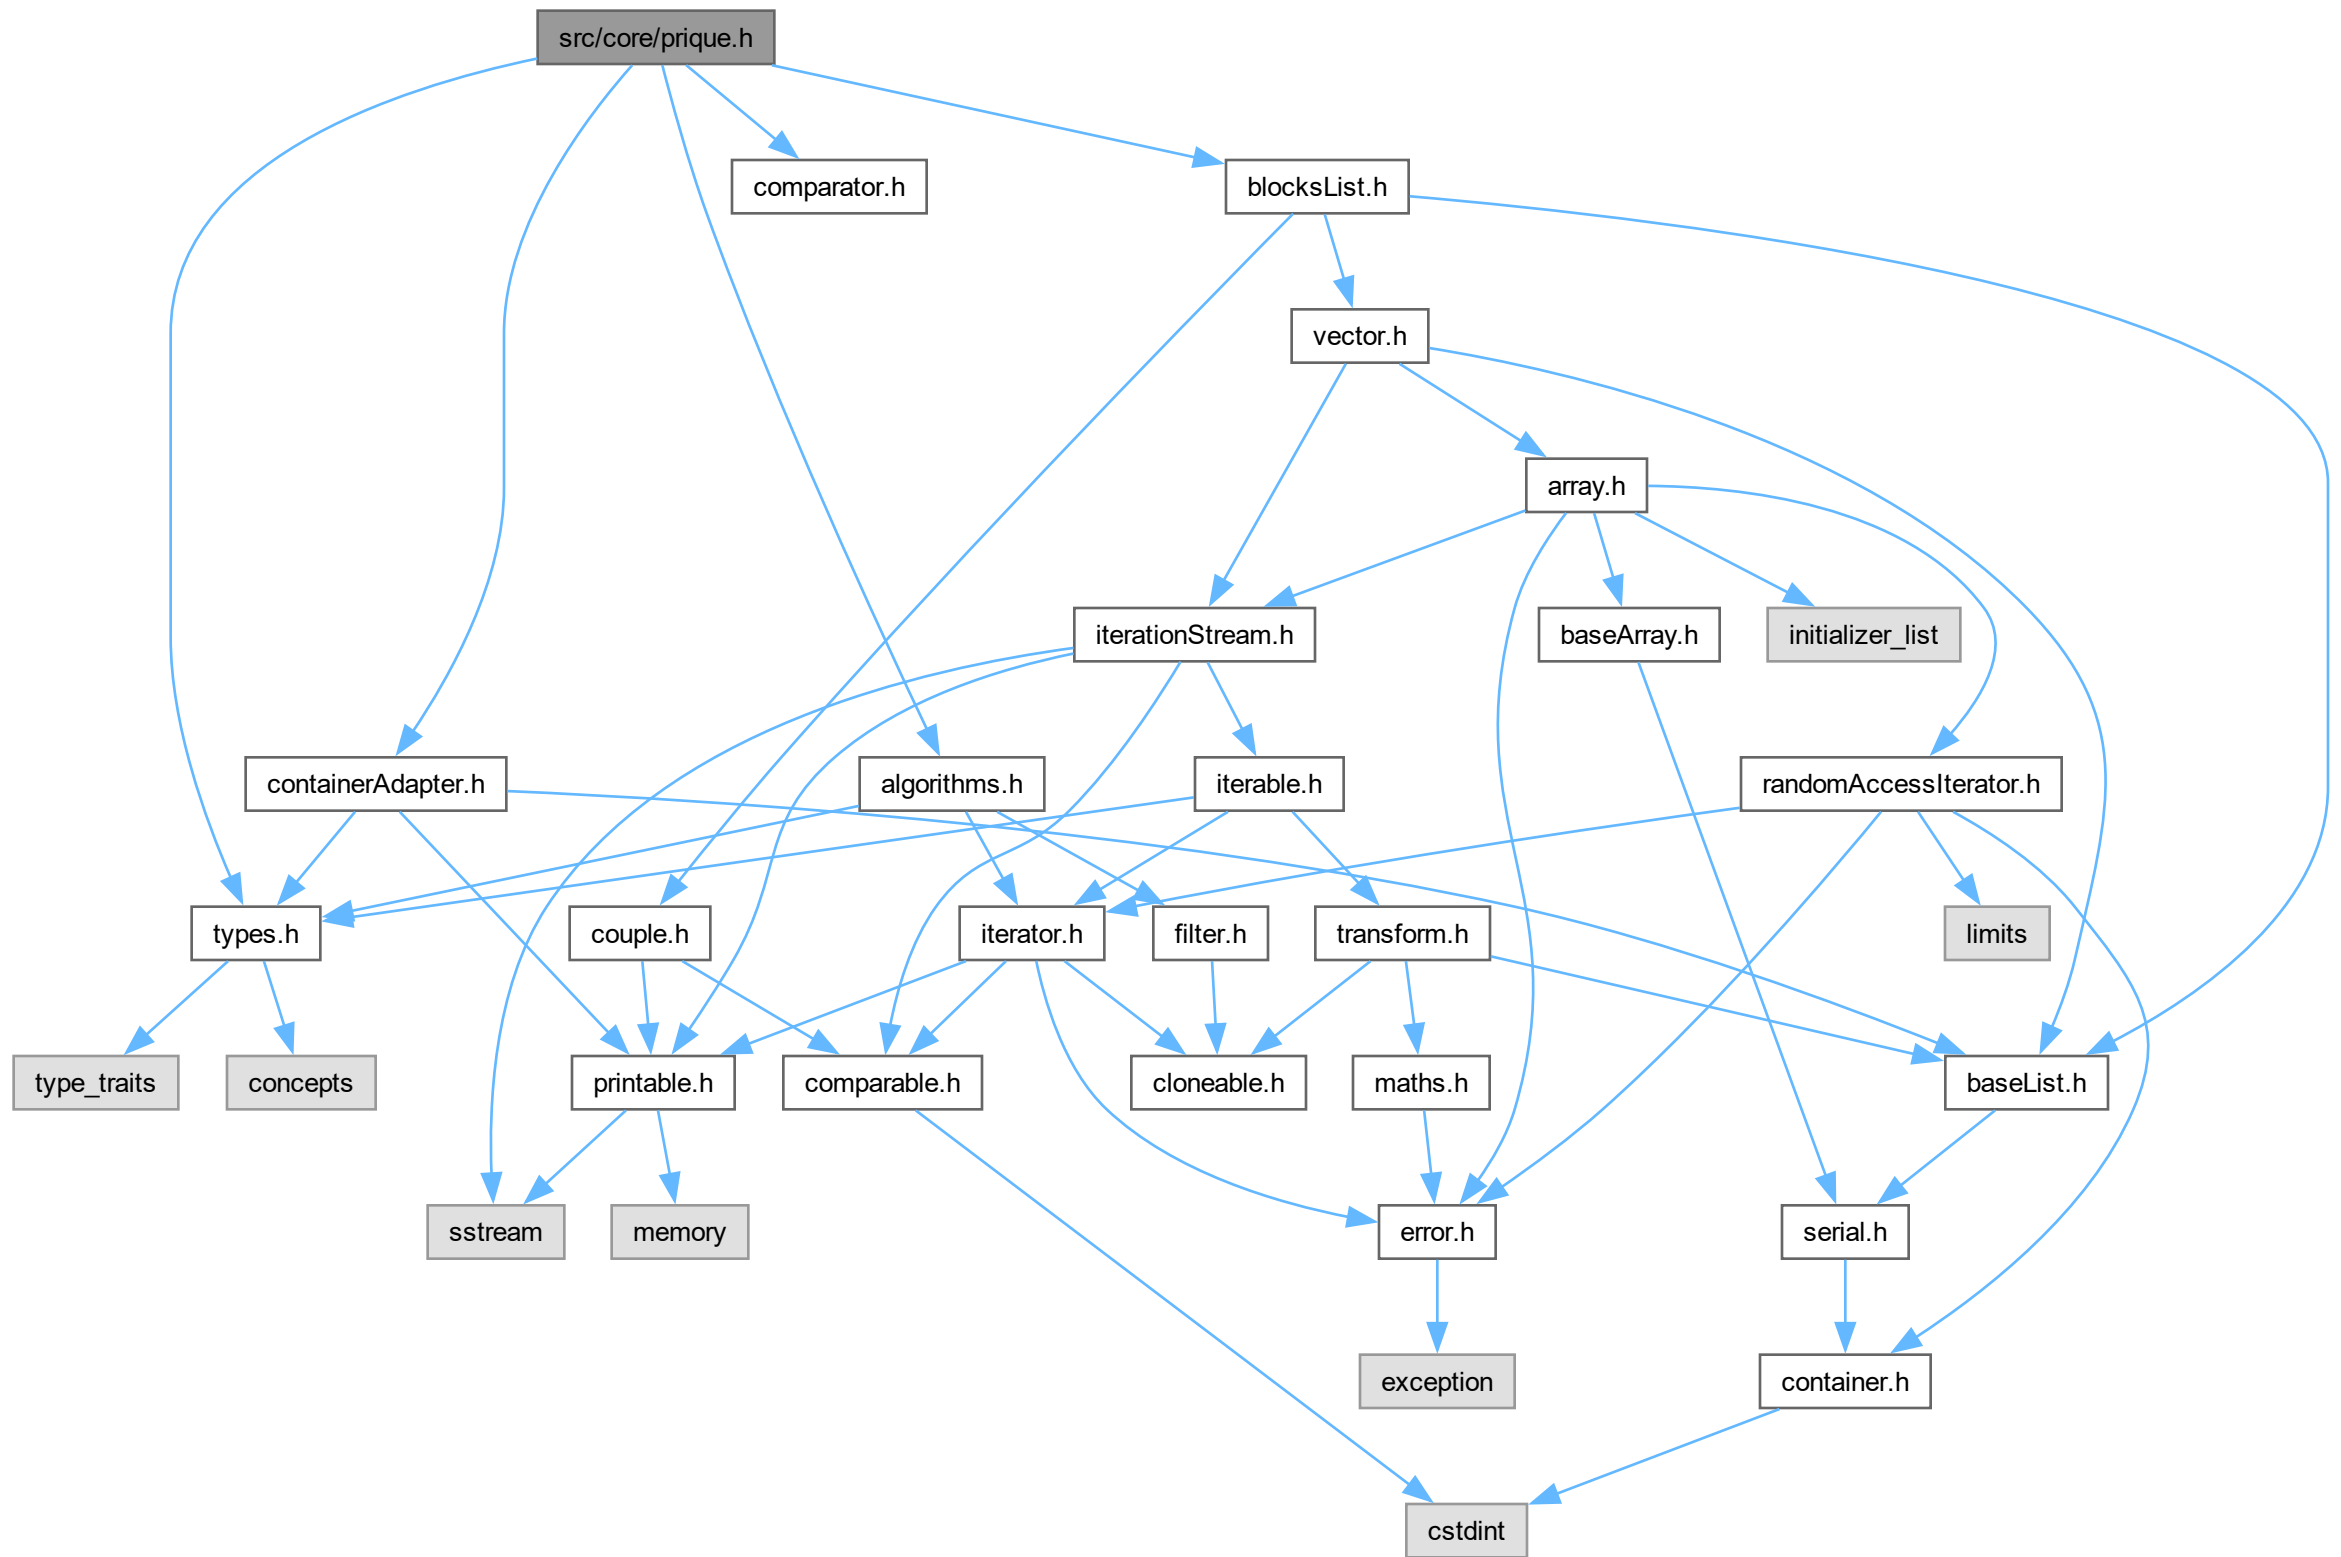 src/core/prique.h
comparator.h
blocksList.h
vector.h
array.h
iterationStream.h
baseArray.h
initializer_list
containerAdapter.h
algorithms.h
iterable.h
randomAccessIterator.h
types.h
couple.h
iterator.h
filter.h
transform.h
limits
type_traits
concepts
printable.h
comparable.h
cloneable.h
maths.h
baseList.h
sstream
memory
error.h
serial.h
exception
container.h
cstdint